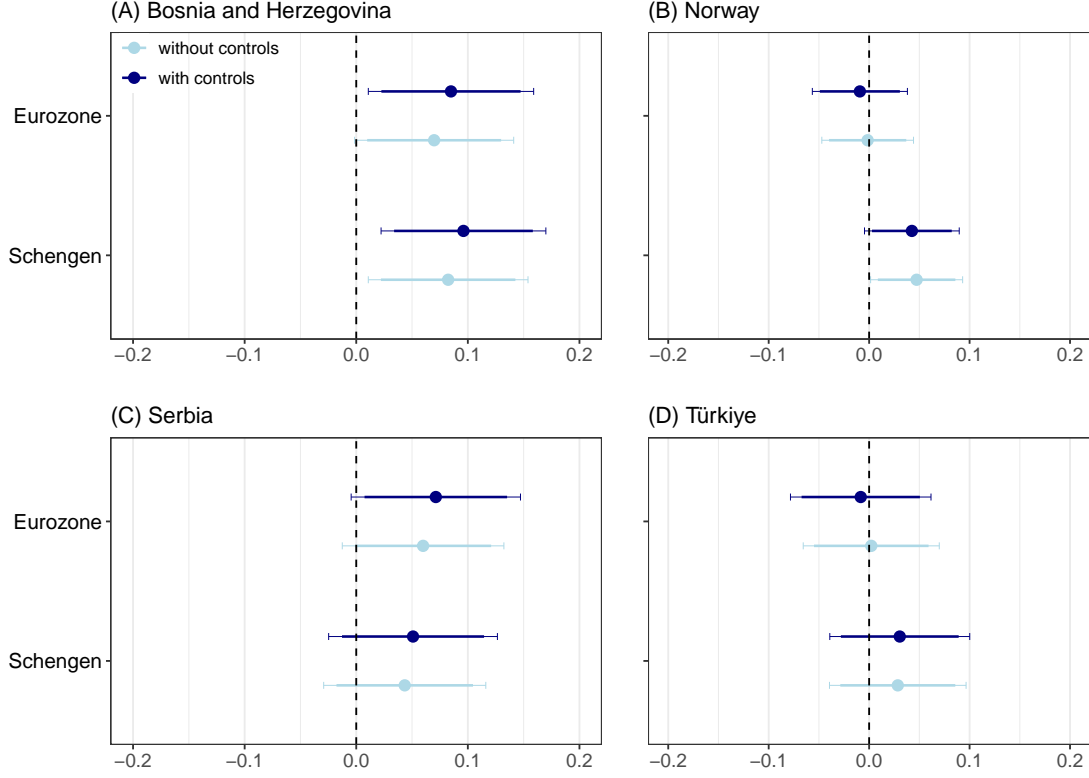 (A) Bosnia and Herzegovina
(B) Norway
without controls
with controls
Eurozone
Schengen
−0.2 −0.1 0.0 0.1 0.2
−0.2 −0.1 0.0 0.1 0.2
(C) Serbia
(D) Türkiye
Eurozone
Schengen
−0.2 −0.1 0.0 0.1 0.2
−0.2 −0.1 0.0 0.1 0.2